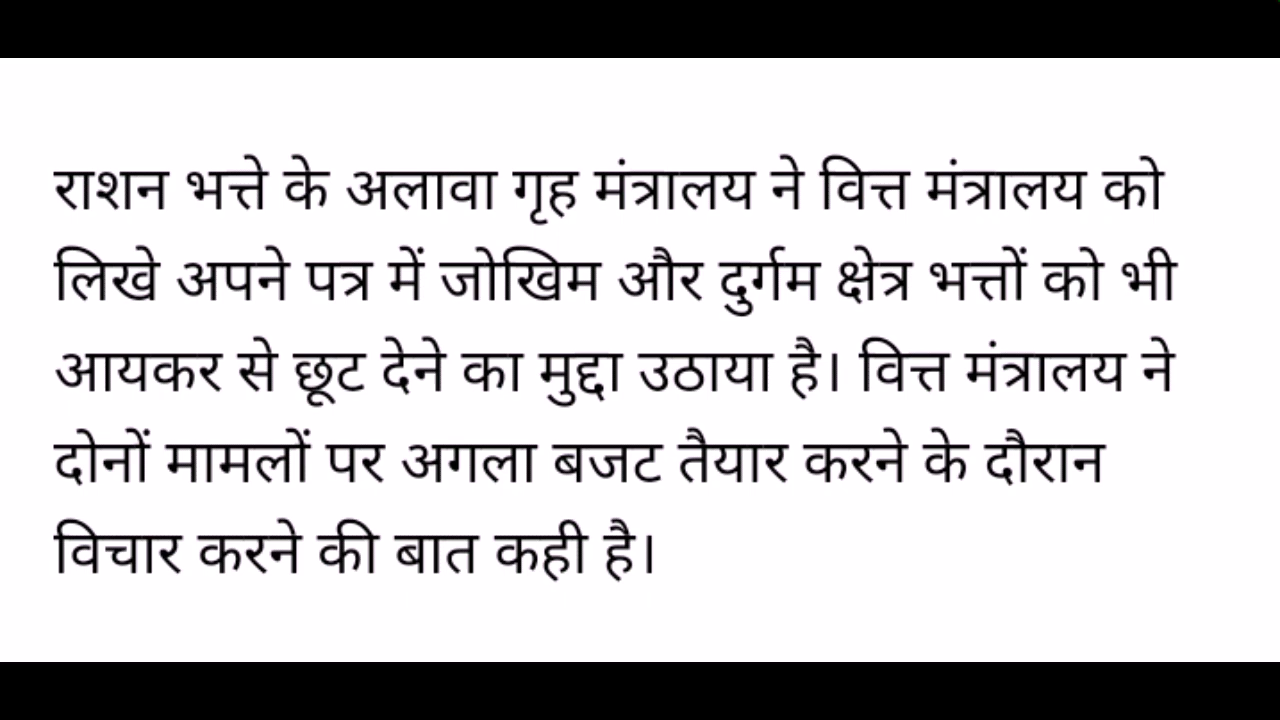 राशन भत्ते के अलावा गृह मंत्रालय ने वित्त मंत्रालय को
लिखे अपने पत्र में जोखिम और दुर्गम क्षेत्र भत्तों को भी
आयकर से छूट देने का मुद्दा उठाया है। वित्त मंत्रालय ने
दोनों मामलों पर अगला बजट तैयार करने के दौरान
विचार करने की बात कही है।